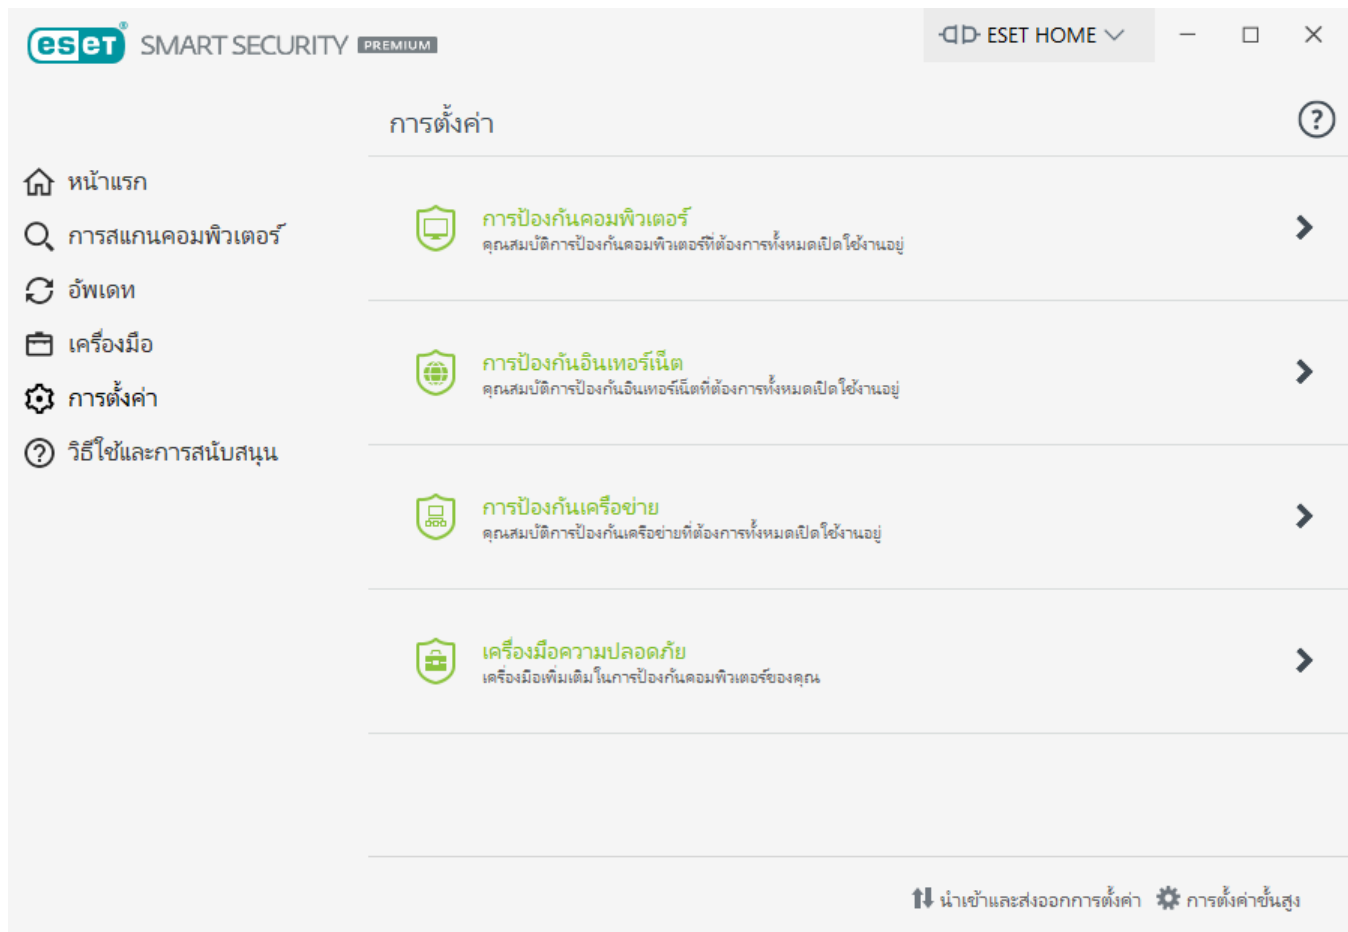 eset® SMART SECURITY PREMIUM
ESET HOME
การตั้งค่า
?
หน้าแรก
การสแกนคอมพิวเตอร์
อัพเดท
เครื่องมือ
การตั้งค่า
วิธีใช้และการสนับสนุน
การป้องกันคอมพิวเตอร์
คุณสมบัติการป้องกันคอมพิวเตอร์ที่ต้องการทั้งหมดเปิดใช้งานอยู่
การป้องกันอินเทอร์เน็ต
คุณสมบัติการป้องกันอินเทอร์เน็ตที่ต้องการทั้งหมดเปิดใช้งานอยู่
การป้องกันเครือข่าย
คุณสมบัติการป้องกันเครือข่ายที่ต้องการทั้งหมดเปิดใช้งานอยู่
เครื่องมือความปลอดภัย
เครื่องมือเพิ่มเติมในการป้องกันคอมพิวเตอร์ของคุณ
นำเข้าและส่งออกการตั้งค่า
การตั้งค่าขั้นสูง